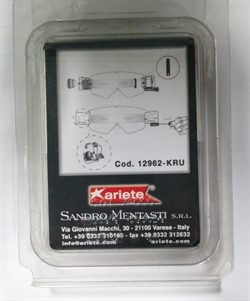 Cod. 12962-KRU
ariete
SANDRO MENTASTI S.R.L.
Via Giovanni Macchi, 30 - 21100 Varese - Italy
Tel. +39 0332 310160 - fax +39 0332 312632
info@ariete.com www.ariete.com